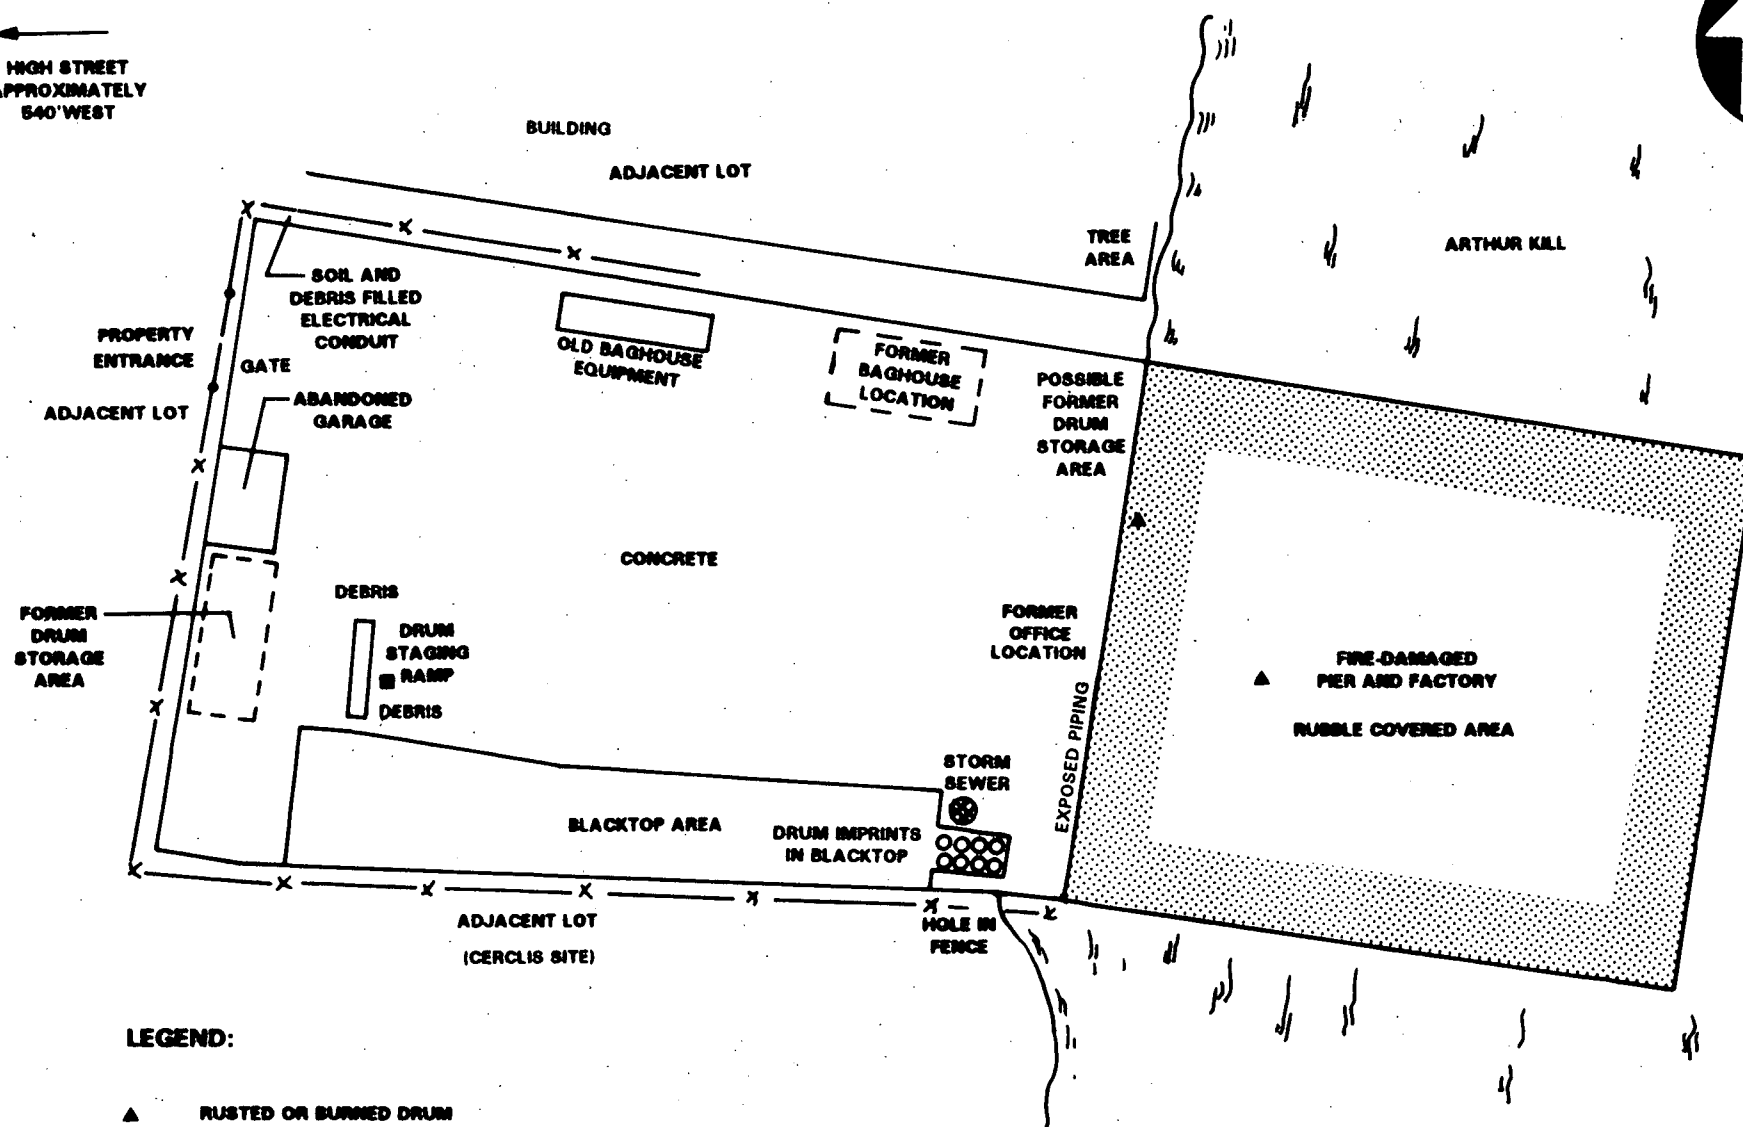 HIGH STREET
APPROXIMATELY
540'WEST
BUILDING
ADJACENT LOT
TREE
AREA
ARTHUR KILL
SOIL AND
DEBRIS FILLED
ELECTRICAL
CONDUIT
PROPERTY
ENTRANCE
GATE
ADJACENT LOT
ABANDONED
GARAGE
OLD BAGHOUSE
EQUIPMENT
FORMER
BAGHOUSE
LOCATION
POSSIBLE
FORMER
DRUM
STORAGE
AREA
CONCRETE
DEBRIS
FORMER
DRUM
STORAGE
AREA
DRUM
STAGING
RAMP
DEBRIS
FORMER
OFFICE
LOCATION
EXPOSED PIPING
FIRE-DAMAGED
PIER AND FACTORY
RUBBLE COVERED AREA
STORM
SEWER
BLACKTOP AREA
DRUM IMPRINTS
IN BLACKTOP
ADJACENT LOT
(CERCLIS SITE)
HOLE IN
FENCE
LEGEND:
RUSTED OR BURNED DRUM